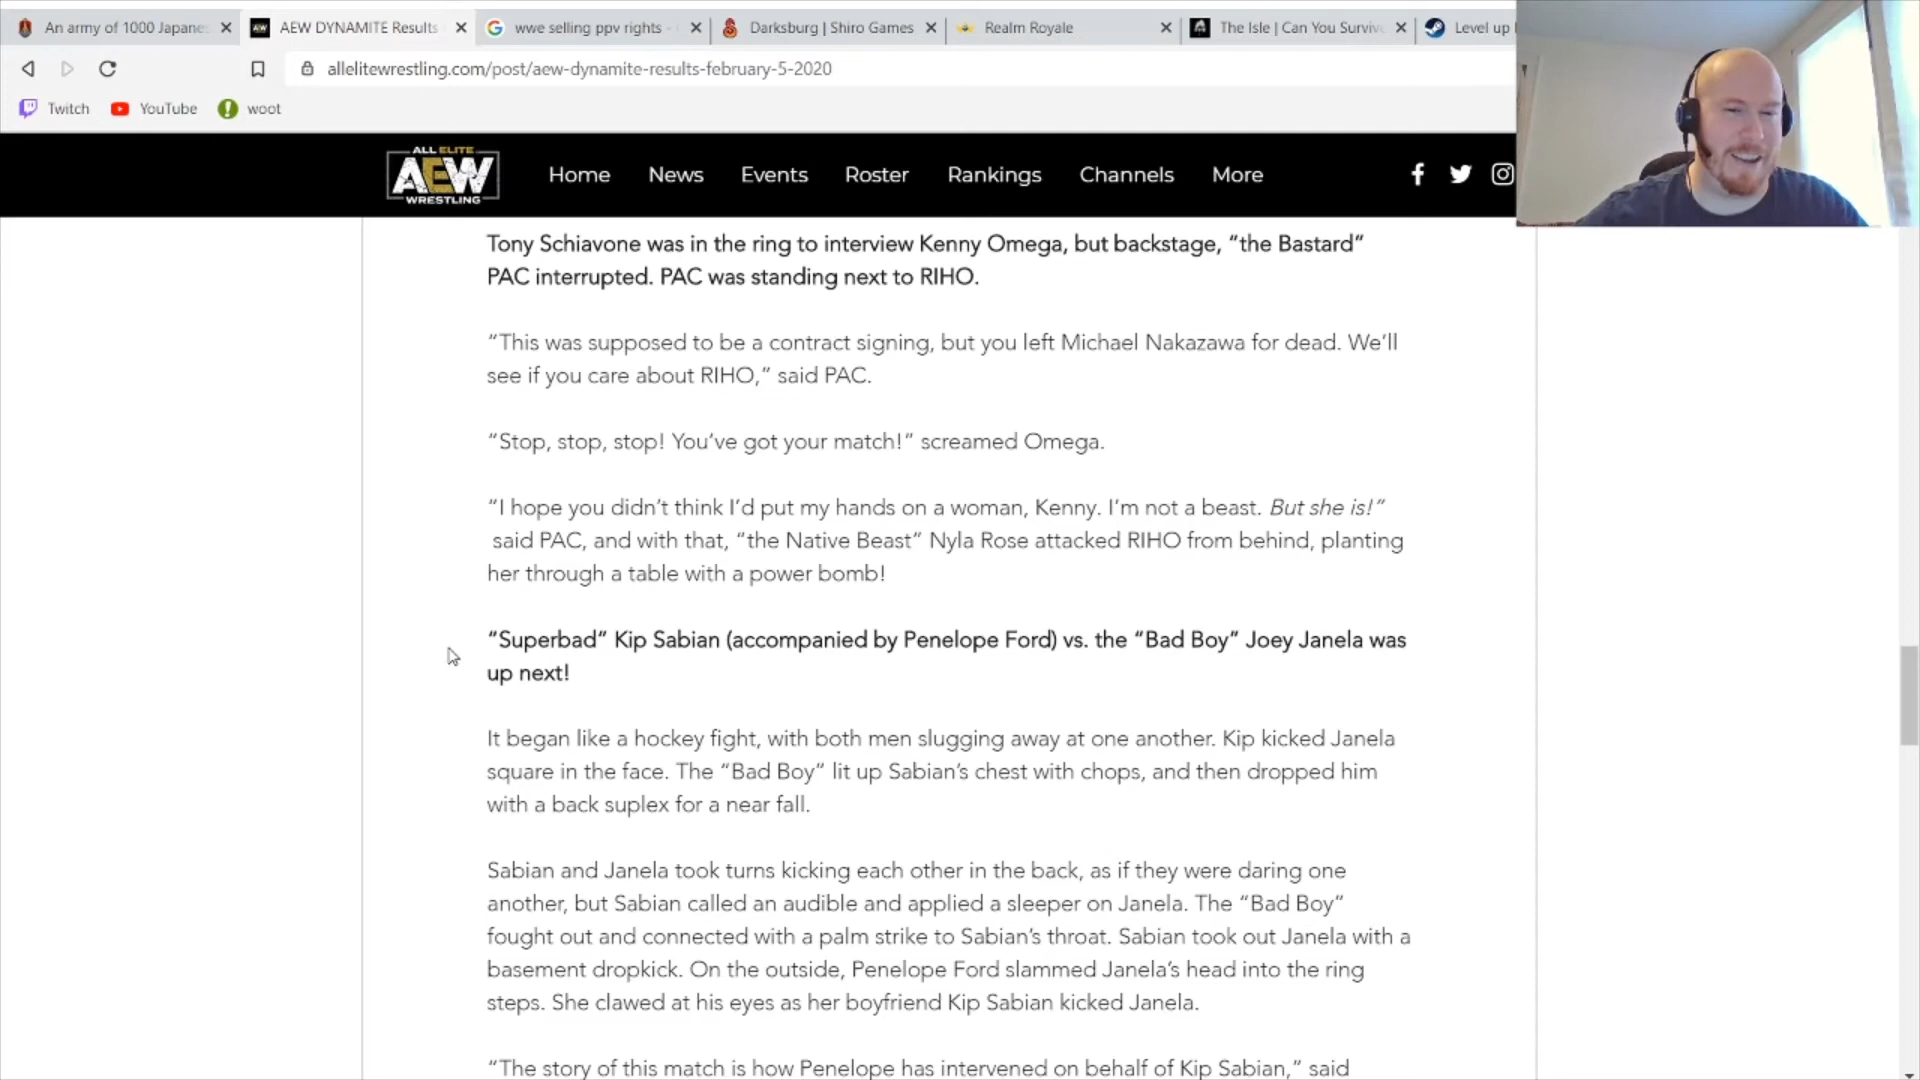 An army of 1000 Japane
AEW DYNAMITE Results
wwe selling ppv rights -
Darksburg | Shiro Games
Realm Royale
The Isle | Can You Surviv
Level up
allelitewrestling.com/post/aew-dynamite-results-february-5-2020
Twitch
YouTube
woot
ALL ELITE
AEW
WRESTLING
Home
News
Events
Roster
Rankings
Channels
More
Tony Schiavone was in the ring to interview Kenny Omega, but backstage, “the Bastard”
PAC interrupted. PAC was standing next to RIHO.
“This was supposed to be a contract signing, but you left Michael Nakazawa for dead. We’ll
see if you care about RIHO,” said PAC.
“Stop, stop, stop! You’ve got your match!” screamed Omega.
“I hope you didn’t think I’d put my hands on a woman, Kenny. I’m not a beast. But she is!”
said PAC, and with that, “the Native Beast” Nyla Rose attacked RIHO from behind, planting
her through a table with a power bomb!
“Superbad” Kip Sabian (accompanied by Penelope Ford) vs. the “Bad Boy” Joey Janela was
up next!
It began like a hockey fight, with both men slugging away at one another. Kip kicked Janela
square in the face. The “Bad Boy” lit up Sabian’s chest with chops, and then dropped him
with a back suplex for a near fall.
Sabian and Janela took turns kicking each other in the back, as if they were daring one
another, but Sabian called an audible and applied a sleeper on Janela. The “Bad Boy”
fought out and connected with a palm strike to Sabian’s throat. Sabian took out Janela with a
basement dropkick. On the outside, Penelope Ford slammed Janela’s head into the ring
steps. She clawed at his eyes as her boyfriend Kip Sabian kicked Janela.
“The story of this match is how Penelope has intervened on behalf of Kip Sabian,” said